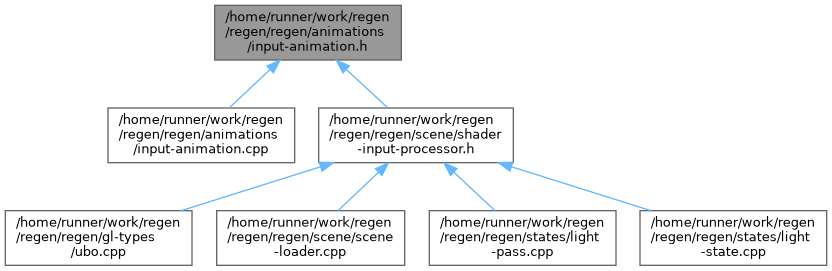 /home/runner/work/regen
/regen/regen/animations
/input-animation.h
/home/runner/work/regen
/regen/regen/animations
/input-animation.cpp
/home/runner/work/regen
/regen/regen/scene/shader
-input-processor.h
/home/runner/work/regen
/regen/regen/gl-types
/ubo.cpp
/home/runner/work/regen
/regen/regen/scene/scene
-loader.cpp
/home/runner/work/regen
/regen/regen/states/light
-pass.cpp
/home/runner/work/regen
/regen/regen/states/light
-state.cpp